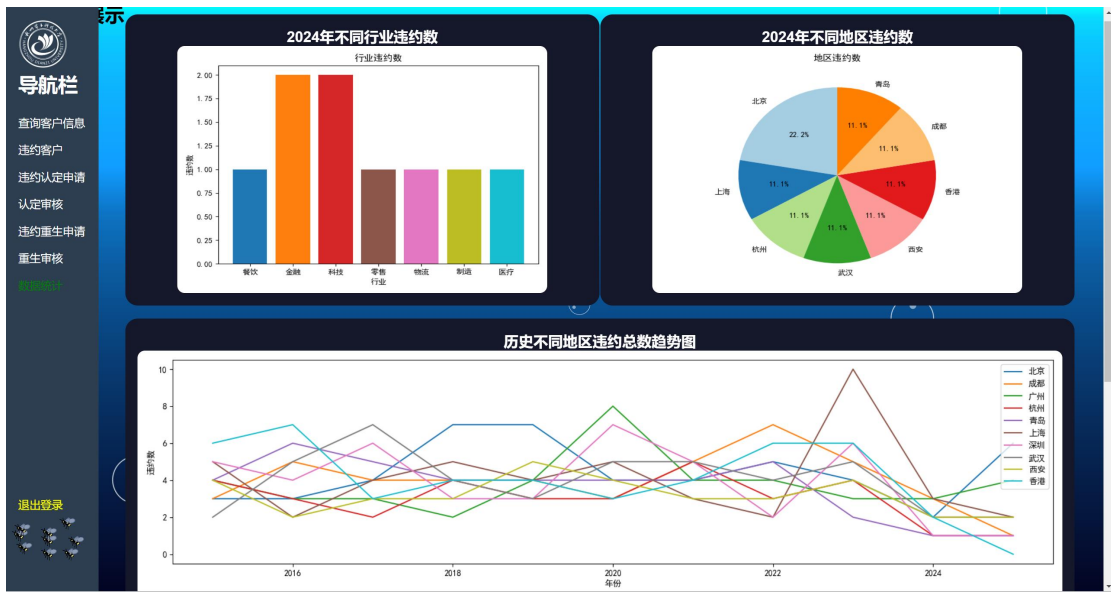 展示
导航栏
查询客户信息
违约客户
违约认定申请
认定审核
违约重生申请
重生审核
数据统计
退出登录
2024年不同行业违约数
行业违约数
违约数
2.00
1.75
1.50
1.25
1.00
0.75
0.50
0.25
0.00
餐饮 金融 科技 零售 物流 制造 医疗
行业
2024年不同地区违约数
地区违约数
青岛
北京
成都
11.1%
22.2%
11.1%
上海
11.1%
11.1%
香港
11.1%
11.1%
11.1%
杭州
西安
武汉
历史不同地区违约总数趋势图
违约数
10
8
6
4
2
0
2016 2018 2020 2022 2024
年份
北京
成都
广州
杭州
青岛
上海
深圳
武汉
西安
香港